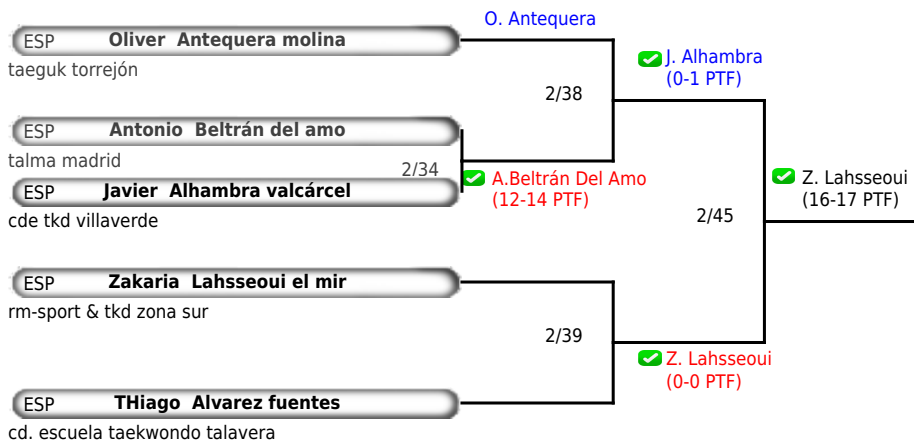 O. Antequera
ESP Oliver Antequera molina
taeguk torrejón
J. Alhambra
(0-1 PTF)
2/38
ESP Antonio Beltrán del amo
talma madrid
2/34
A.Beltrán Del Amo
(12-14 PTF)
ESP Javier Alhambra valcárcel
cde tkd villaverde
Z. Lahsseoui
(16-17 PTF)
2/45
ESP Zakaria Lahsseoui el mir
rm-sport & tkd zona sur
2/39
Z. Lahsseoui
(0-0 PTF)
ESP THiago Alvarez fuentes
cd. escuela taekwondo talavera